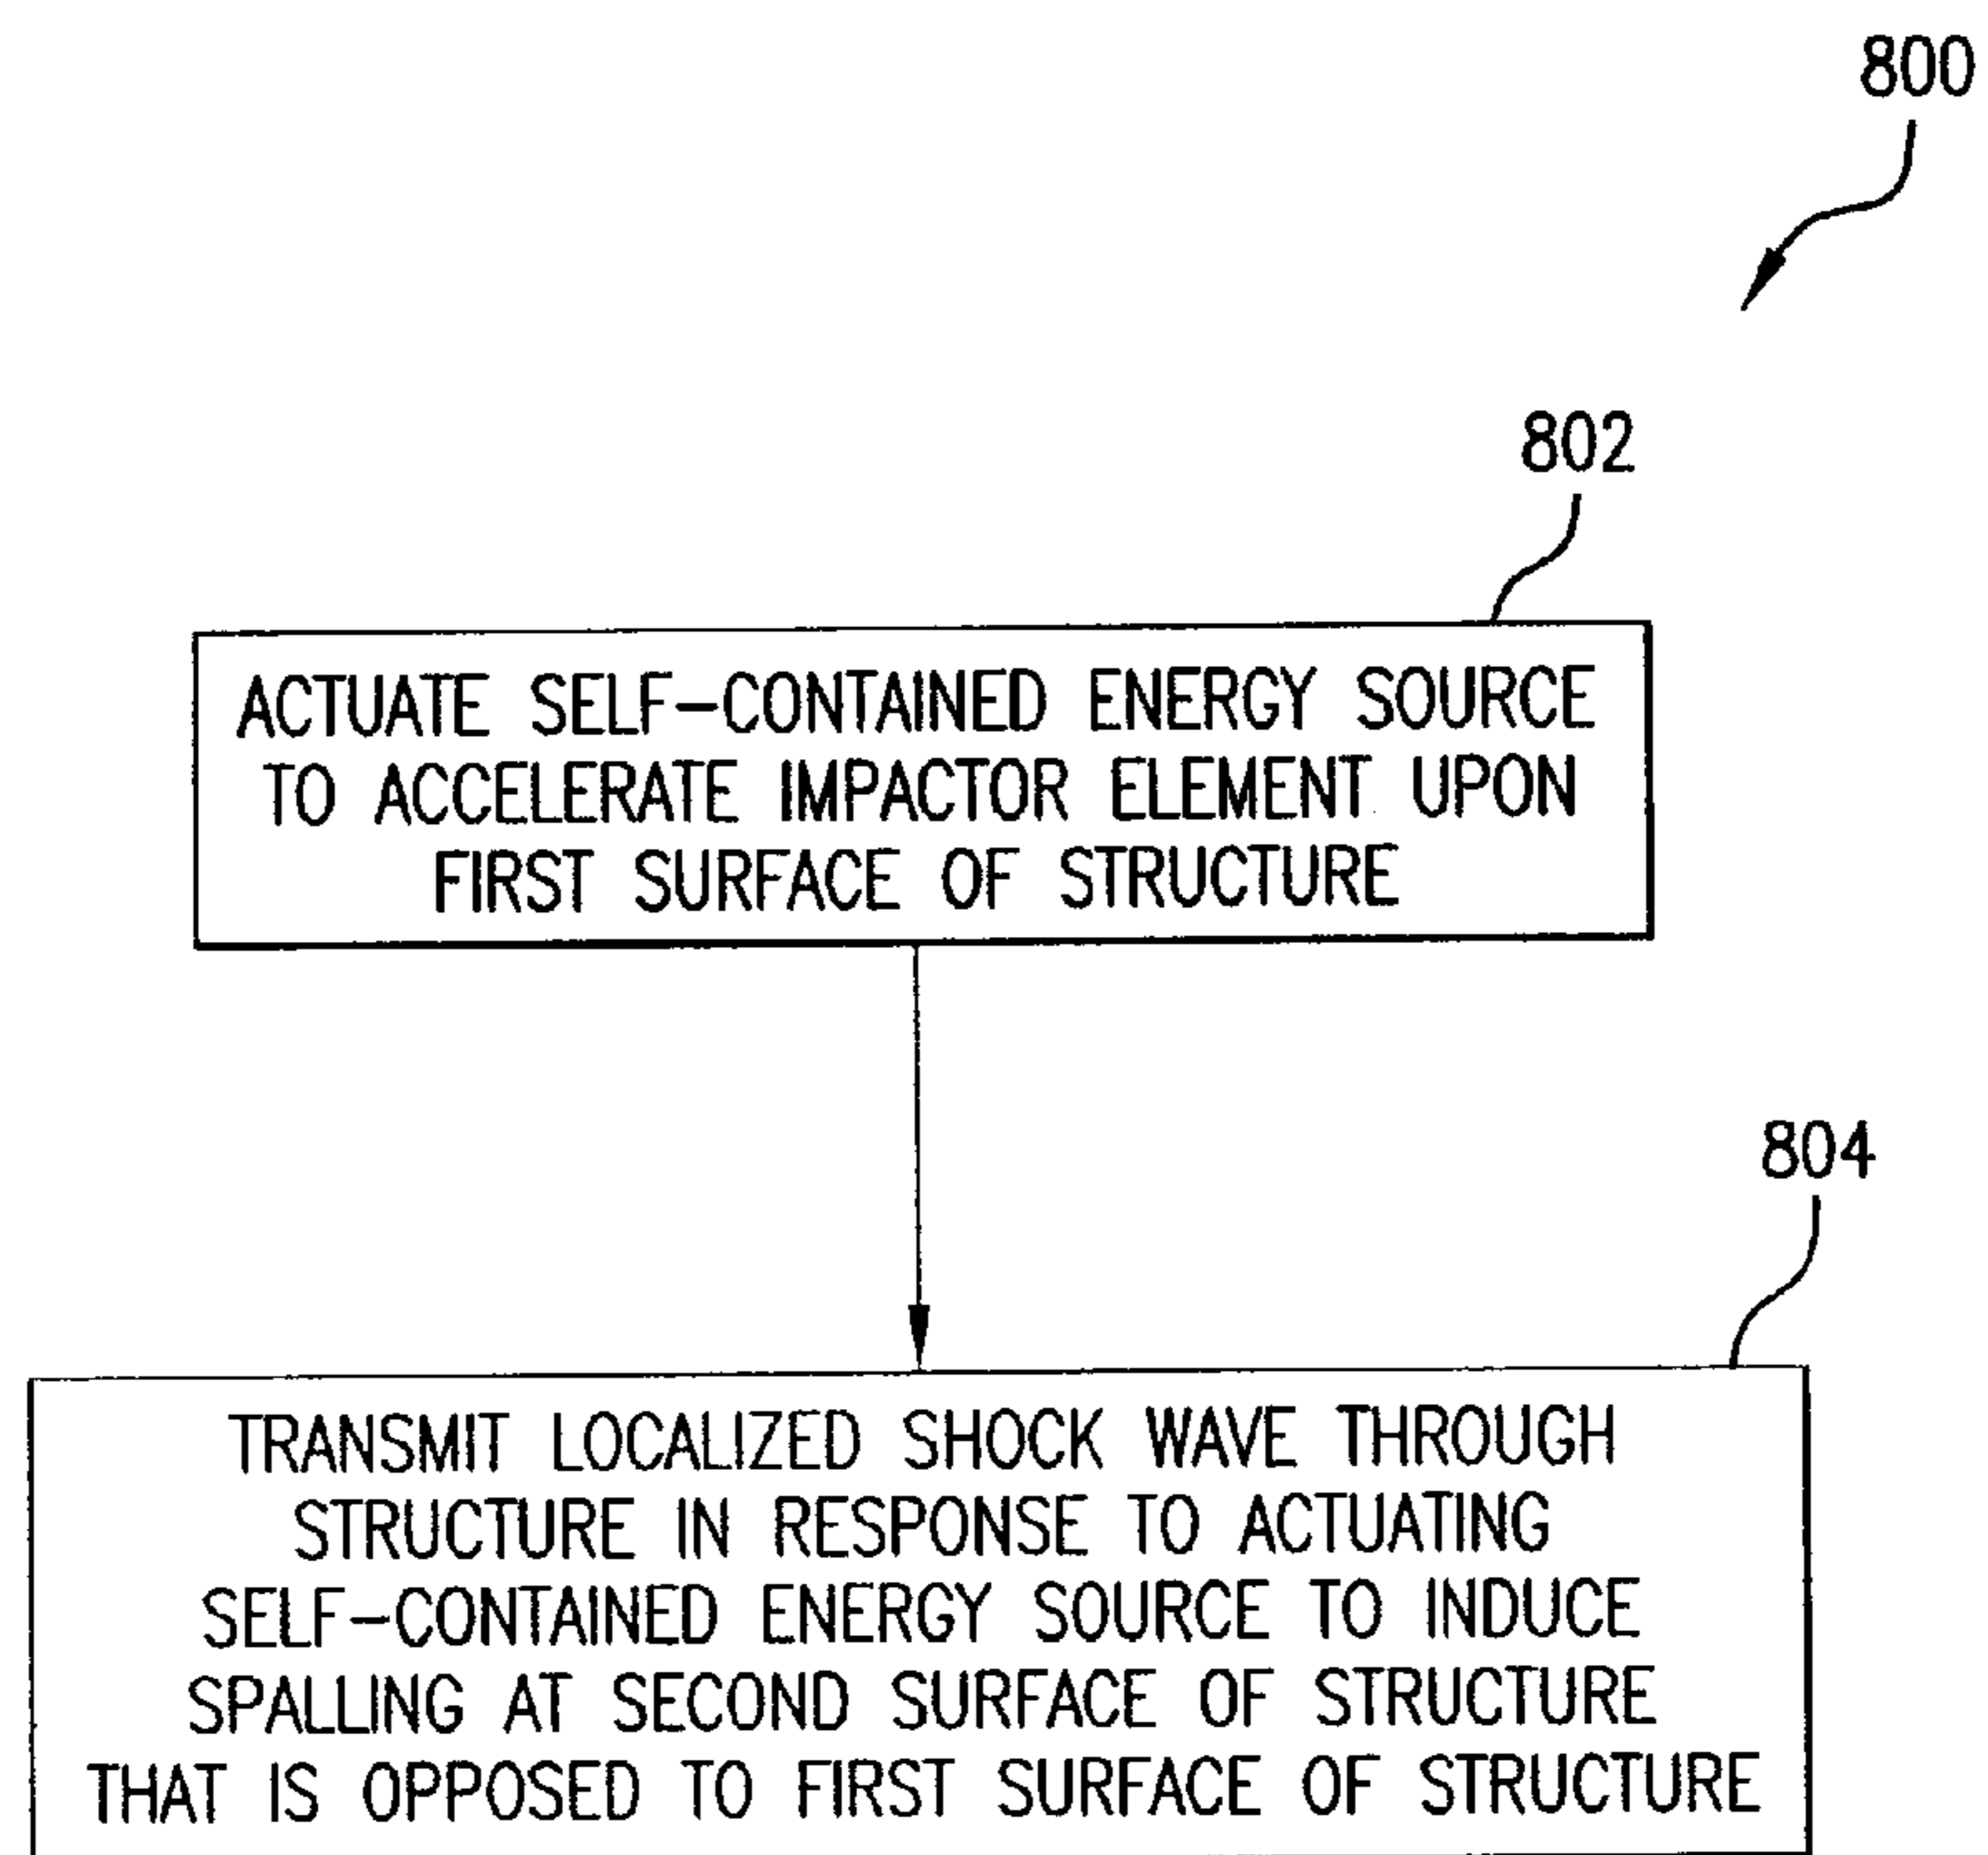 800
802
ACTUATE SELF-CONTAINED ENERGY SOURCE
TO ACCELERATE IMPACTOR ELEMENT UPON
FIRST SURFACE OF STRUCTURE
804
TRANSMIT LOCALIZED SHOCK WAVE THROUGH
STRUCTURE IN RESPONSE TO ACTUATING
SELF-CONTAINED ENERGY SOURCE TO INDUCE
SPALLING AT SECOND SURFACE OF STRUCTURE
THAT IS OPPOSED TO FIRST SURFACE OF STRUCTURE